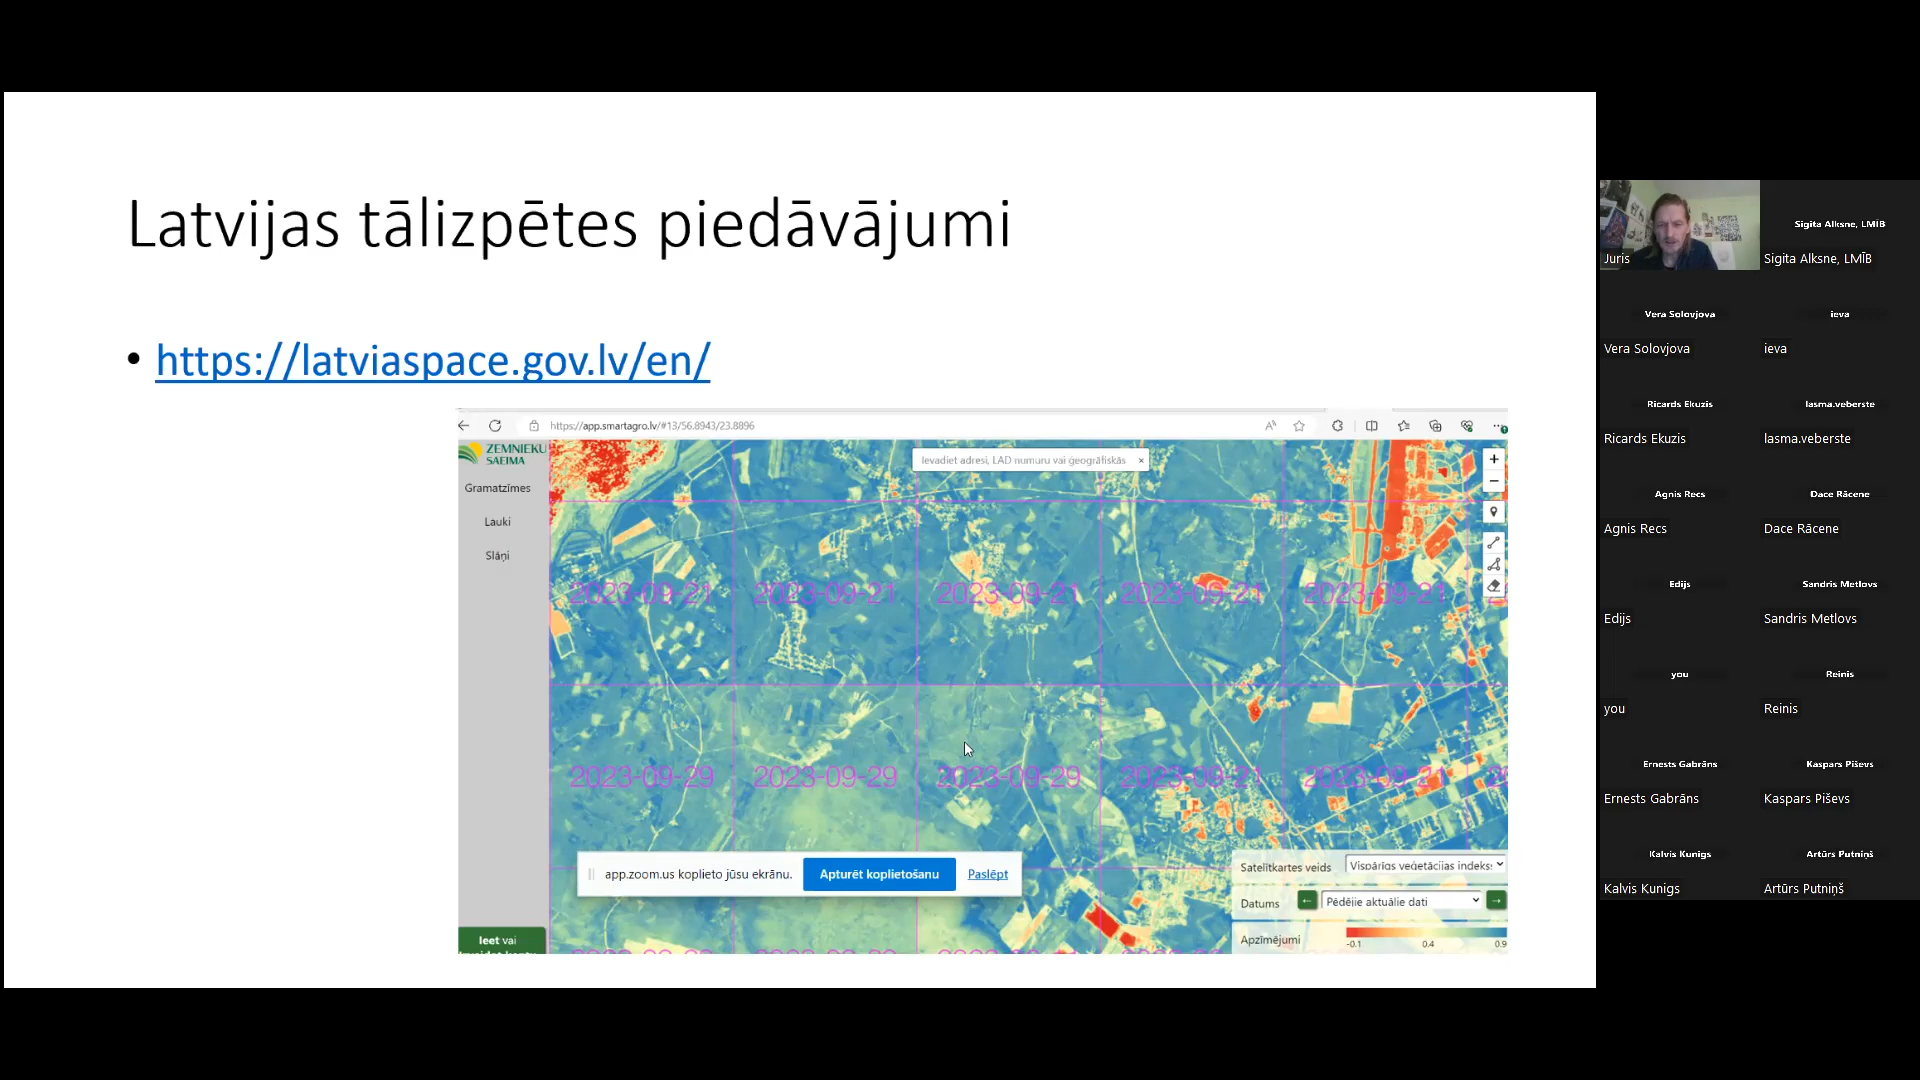 Latvijas tālizpētes piedāvājumi
• https://latviaspace.gov.lv/en/
https://app.smartagro.lv/#13/56.8943/23.8896
ZEMNIEKU
SAEIMA
Gramatzīmes
Lauki
Slāņi
Ievadiet adresi, LAD numuru vai ģeogrāfiskās ×
2023-09-21 2023-09-21 2023-09-21 2023-09-21 2023-09-21
2023-09-29 2023-09-29 2023-09-29 2023-09-21 2023-09-21
app.zoom.us koplieto jūsu ekrānu. Apturēt koplietošanu Paslēpt
Satelītkartes veids Vispārīgs veģetācijas indeks
Datums Pēdējie aktuālie dati
Apzīmējumi
-0.1 0.4 0.9
Ieet vai
Juris
Sigita Alksne, LMĪB
Sigita Alksne, LMĪB
Vera Solovjova
Vera Solovjova
ieva
ieva
Ricards Ekuzis
Ricards Ekuzis
lasma.veberste
lasma.veberste
Agnis Recs
Agnis Recs
Dace Rācene
Dace Rācene
Edijs
Edijs
Sandris Metlovs
Sandris Metlovs
you
you
Reinis
Reinis
Ernests Gabrāns
Ernests Gabrāns
Kaspars Piševs
Kaspars Piševs
Kalvis Kunigs
Kalvis Kunigs
Artūrs Putniņš
Artūrs Putniņš